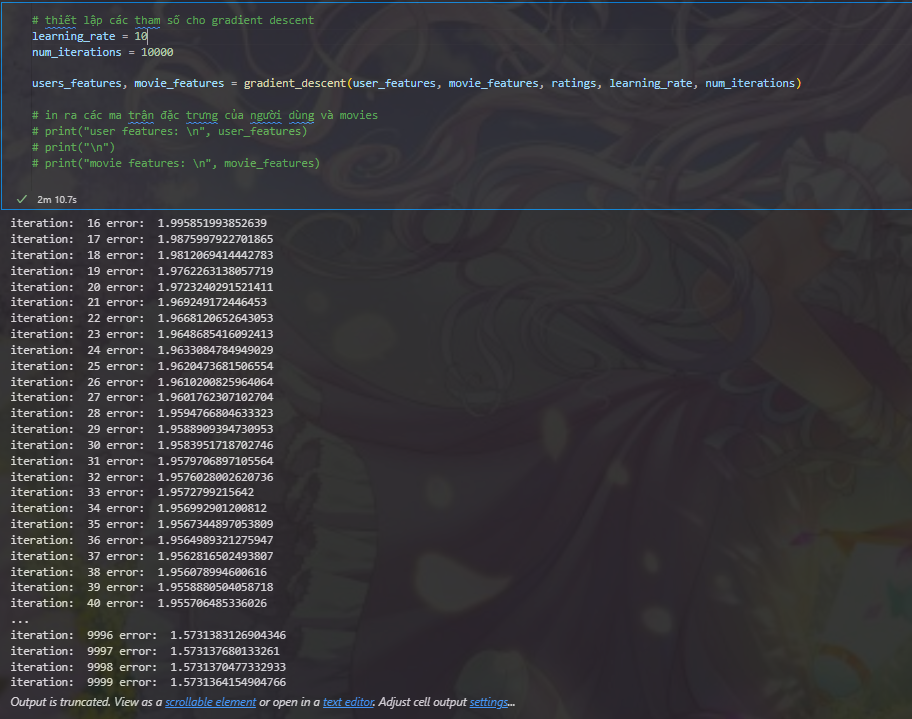 # thiết lập các tham số cho gradient descent
learning_rate = 10
num_iterations = 10000
users_features, movie_features = gradient_descent(user_features, movie_features, ratings, learning_rate, num_iterations)
# in ra các ma trận đặc trưng của người dùng và movies
# print("user features: \n", user_features)
# print("\n")
# print("movie features: \n", movie_features)
✓ 2m 10.7s
iteration:  16 error:  1.995851993852639
iteration:  17 error:  1.9875997922701865
iteration:  18 error:  1.9812069414442783
iteration:  19 error:  1.9762263138057719
iteration:  20 error:  1.9723240291521411
iteration:  21 error:  1.969249172446453
iteration:  22 error:  1.9668120652643053
iteration:  23 error:  1.9648685416092413
iteration:  24 error:  1.9633084784949029
iteration:  25 error:  1.9620473681506554
iteration:  26 error:  1.9610200825964064
iteration:  27 error:  1.9601762307102704
iteration:  28 error:  1.9594766804633323
iteration:  29 error:  1.9588909394730953
iteration:  30 error:  1.9583951718702746
iteration:  31 error:  1.9579706897105564
iteration:  32 error:  1.9576028002620736
iteration:  33 error:  1.9572799215642
iteration:  34 error:  1.956992901200812
iteration:  35 error:  1.9567344897053809
iteration:  36 error:  1.9564989321275947
iteration:  37 error:  1.9562816502493807
iteration:  38 error:  1.956078994600616
iteration:  39 error:  1.9558880504058718
iteration:  40 error:  1.955706485336026
...
iteration:  9996 error:  1.5731383126904346
iteration:  9997 error:  1.573137680133261
iteration:  9998 error:  1.5731370477332933
iteration:  9999 error:  1.5731364154904766
Output is truncated. View as a scrollable element or open in a text editor. Adjust cell output settings...